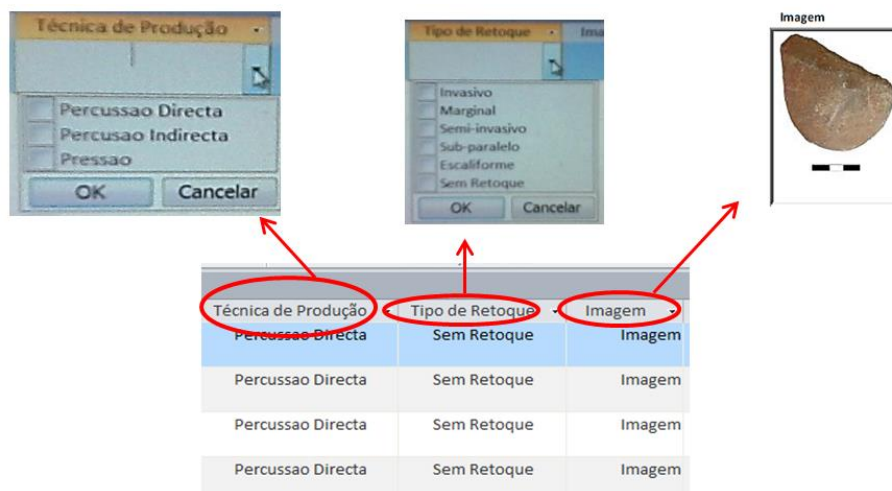 Técnica de Produção
Percussao Directa
Percusao Indirecta
Pressao
OK Cancelar
Tipo de Retoque
Invasivo
Marginal
Semi-invasivo
Sub-paralelo
Escaliforme
Sem Retoque
OK Cancelar
Imagem
Técnica de Produção Tipo de Retoque Imagem
Percussao Directa Sem Retoque Imagem
Percussao Directa Sem Retoque Imagem
Percussao Directa Sem Retoque Imagem
Percussao Directa Sem Retoque Imagem